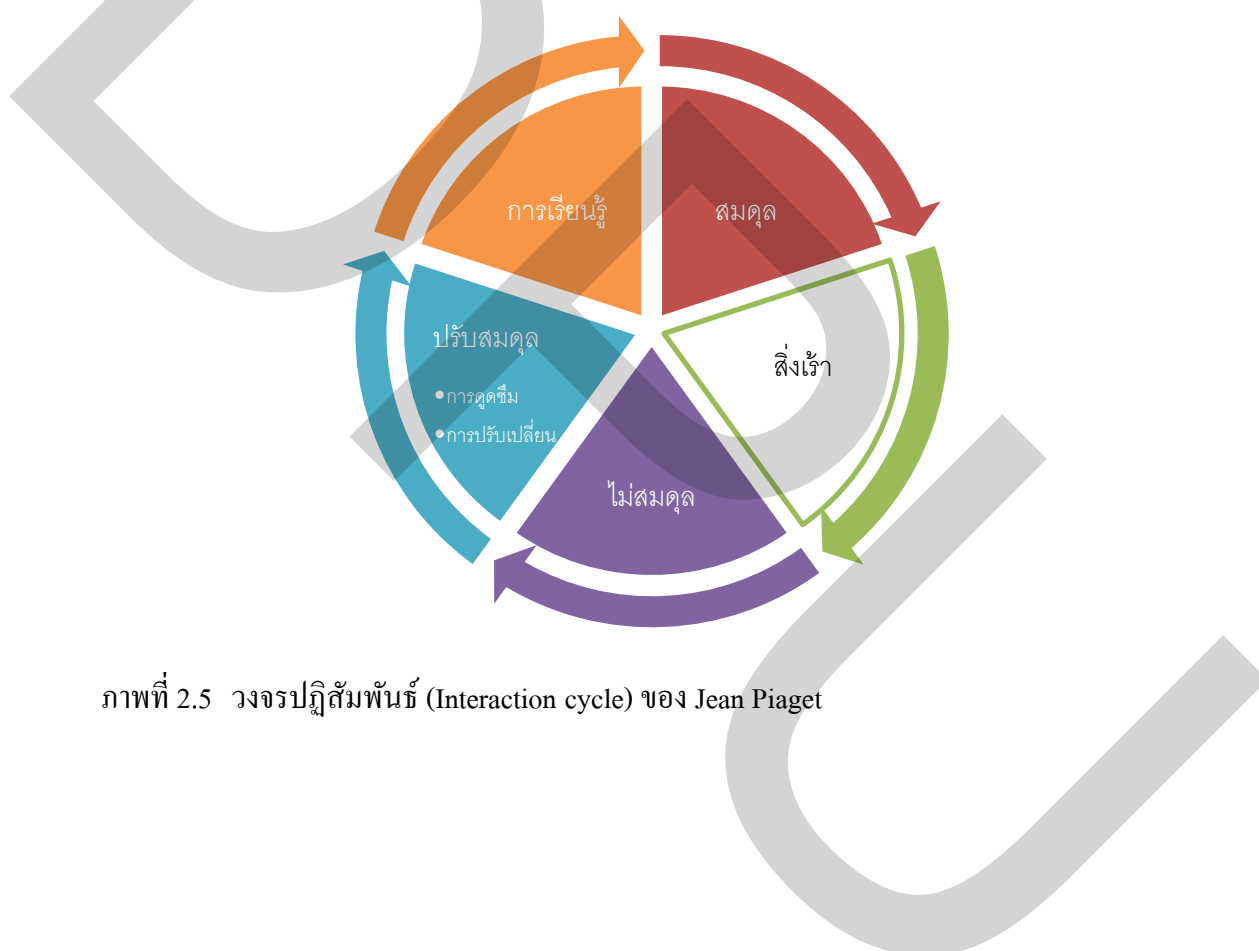 การเรียนรู้
สมดุล
ปรับสมดุล
•การดูดซึม
•การปรับเปลี่ยน
สิ่งเร้า
ไม่สมดุล
ภาพที่ 2.5 วงจรปฏิสัมพันธ์ (Interaction cycle) ของ Jean Piaget
DPU